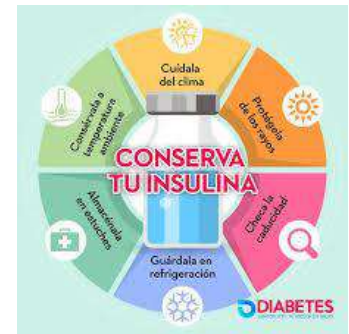 Cuídala
del clima
Protégela
de los rayos
Checa la
caducidad
Guárdala en
refrigeración
Almacénala
en estuches
Consérvala a
temperatura
ambiente
CONSERVA
TU INSULINA
DIABETES